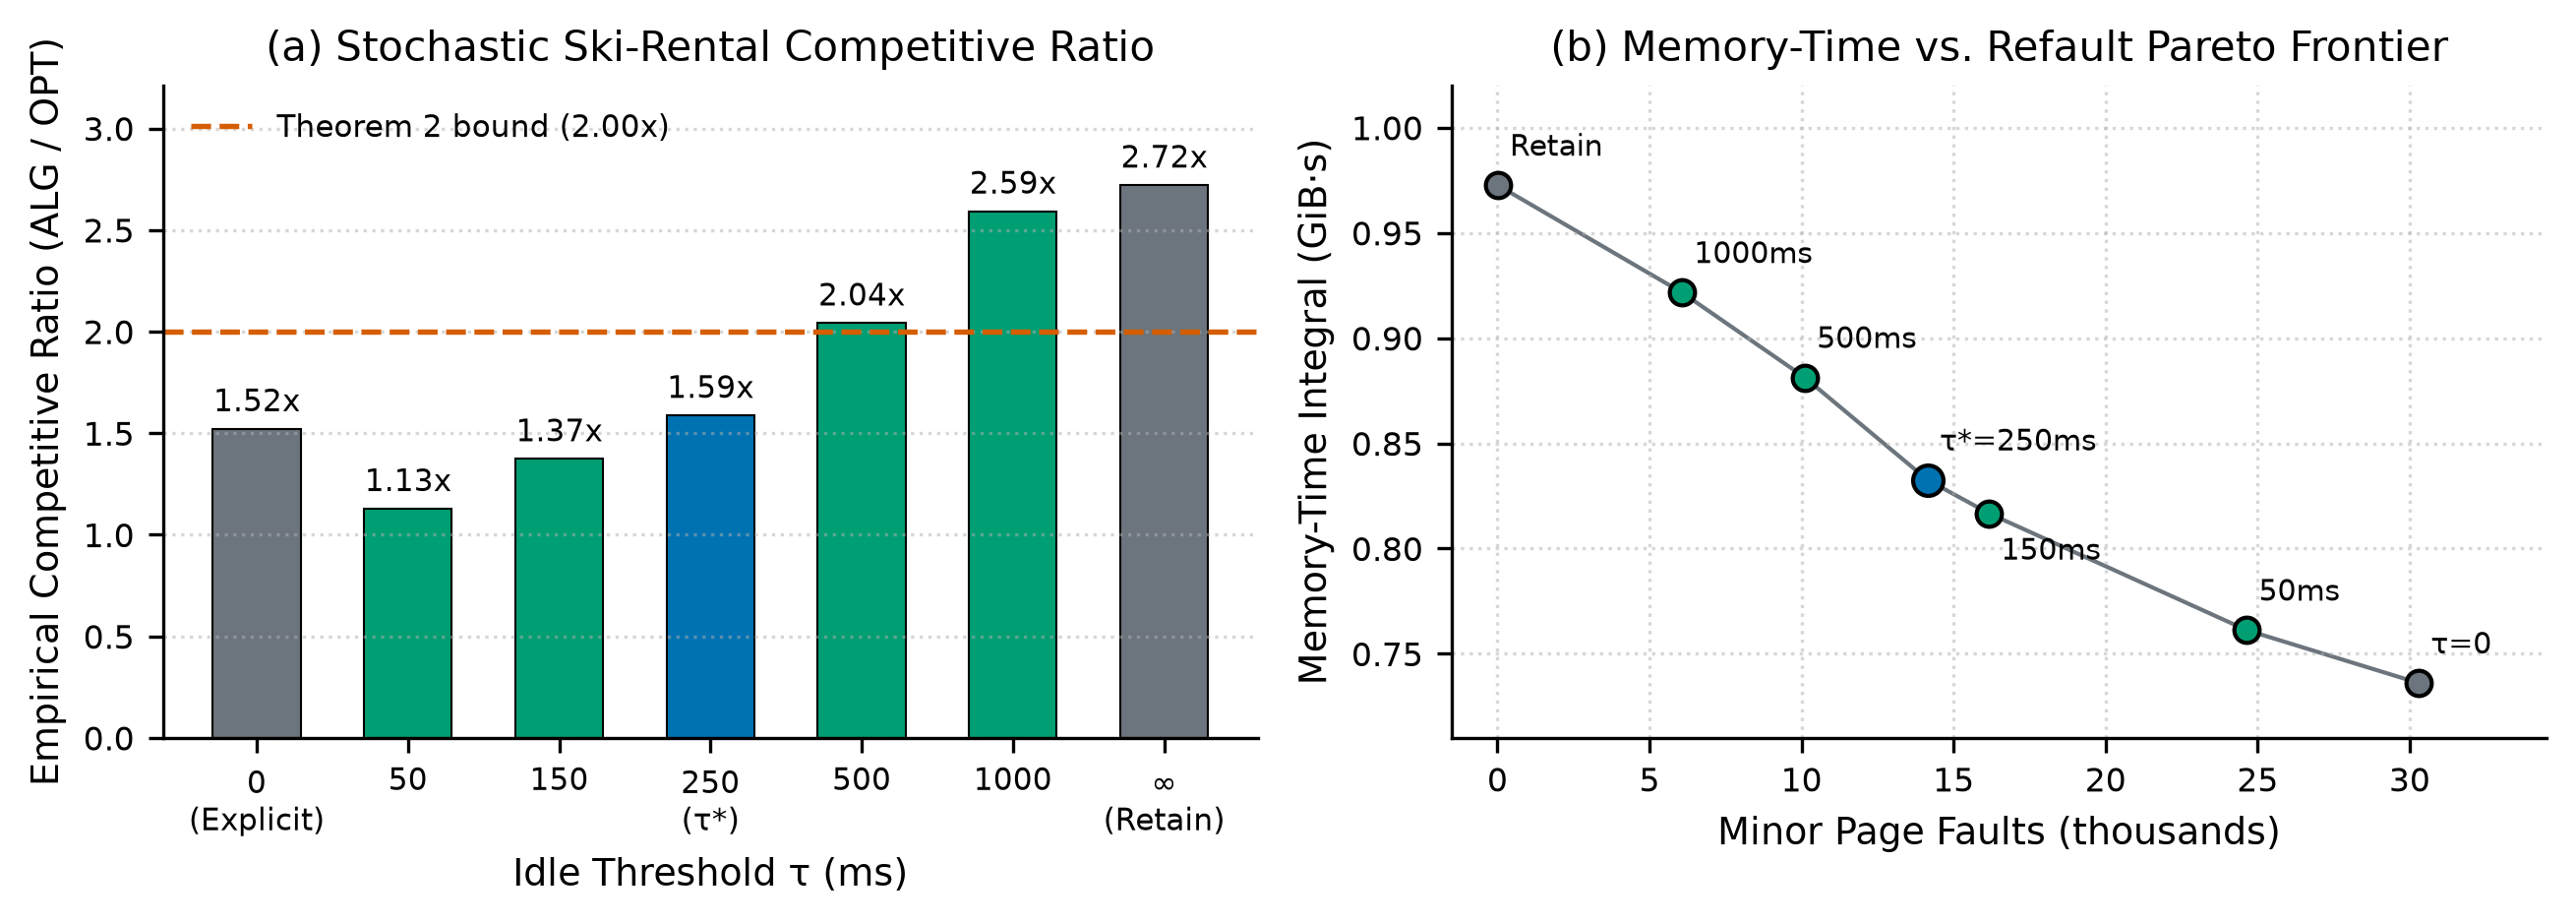 (a) Stochastic Ski-Rental Competitive Ratio
Empirical Competitive Ratio (ALG / OPT)
3.0
2.5
2.0
1.5
1.0
0.5
0.0
Theorem 2 bound (2.00x)
1.52x
1.13x
1.37x
1.59x
2.04x
2.59x
2.72x
0
(Explicit)
50
150
250
(τ*)
500
1000
∞
(Retain)
Idle Threshold τ (ms)
(b) Memory-Time vs. Refault Pareto Frontier
Memory-Time Integral (GiB·s)
1.00
0.95
0.90
0.85
0.80
0.75
Retain
1000ms
500ms
τ*=250ms
150ms
50ms
τ=0
0
5
10
15
20
25
30
Minor Page Faults (thousands)